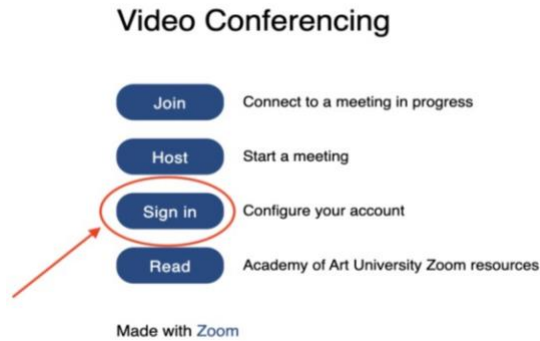 Video Conferencing
Join Connect to a meeting in progress
Host Start a meeting
Sign in Configure your account
Read Academy of Art University Zoom resources
Made with Zoom